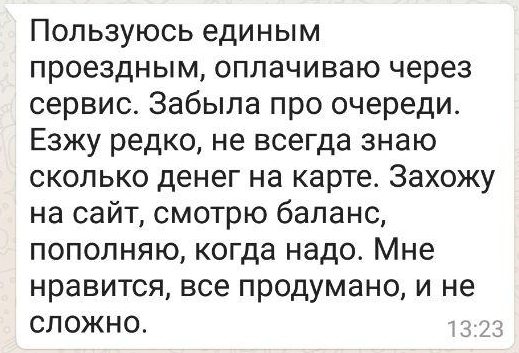 Пользуюсь единым
проездным, оплачиваю через
сервис. Забыла про очереди.
Езжу редко, не всегда знаю
сколько денег на карте. Захожу
на сайт, смотрю баланс,
пополняю, когда надо. Мне
нравится, все продумано, и не
сложно.
13:23